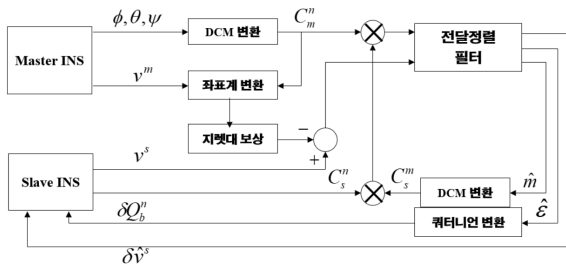 ϕ,θ,ψ
DCM 변환
C_m^n
전달정렬
필터
Master INS
v^m
좌표계 변환
지렛대 보상
−
+
v^s
C_s^n
C_s^m
Slave INS
DCM 변환
m̂
δQ_b^n
쿼터니언 변환
ε̂
δv̂^s